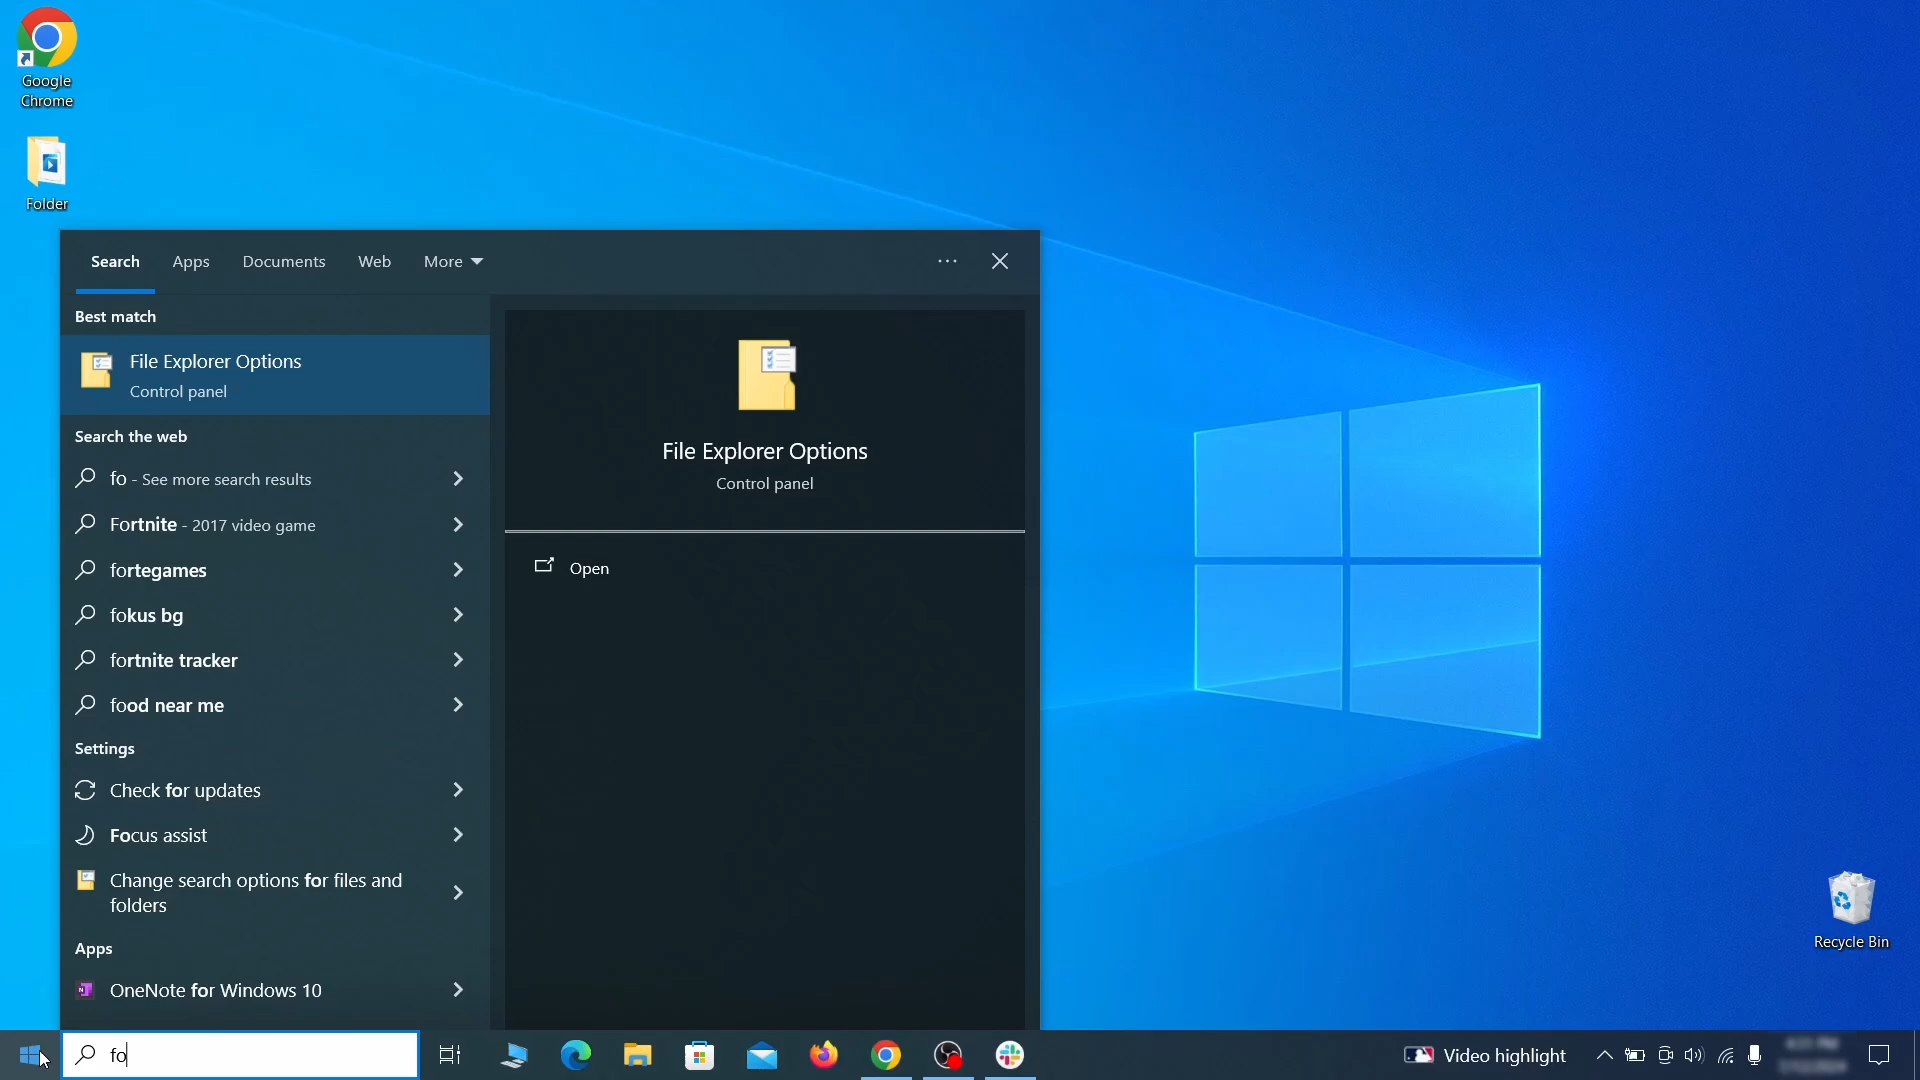 Google
Chrome
Folder
Search
Apps
Documents
Web
More
Best match
File Explorer Options
Control panel
Search the web
fo - See more search results
Fortnite - 2017 video game
fortegames
fokus bg
fortnite tracker
food near me
Settings
Check for updates
Focus assist
Change search options for files and
folders
Apps
OneNote for Windows 10
File Explorer Options
Control panel
Open
Recycle Bin
fo
Video highlight